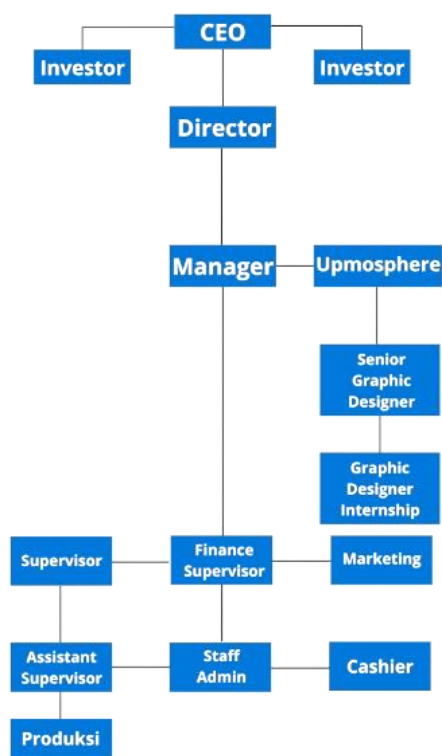 CEO
Investor
Investor
Director
Manager
Upmosphere
Senior
Graphic
Designer
Graphic
Designer
Internship
Supervisor
Finance
Supervisor
Marketing
Assistant
Supervisor
Staff
Admin
Cashier
Produksi